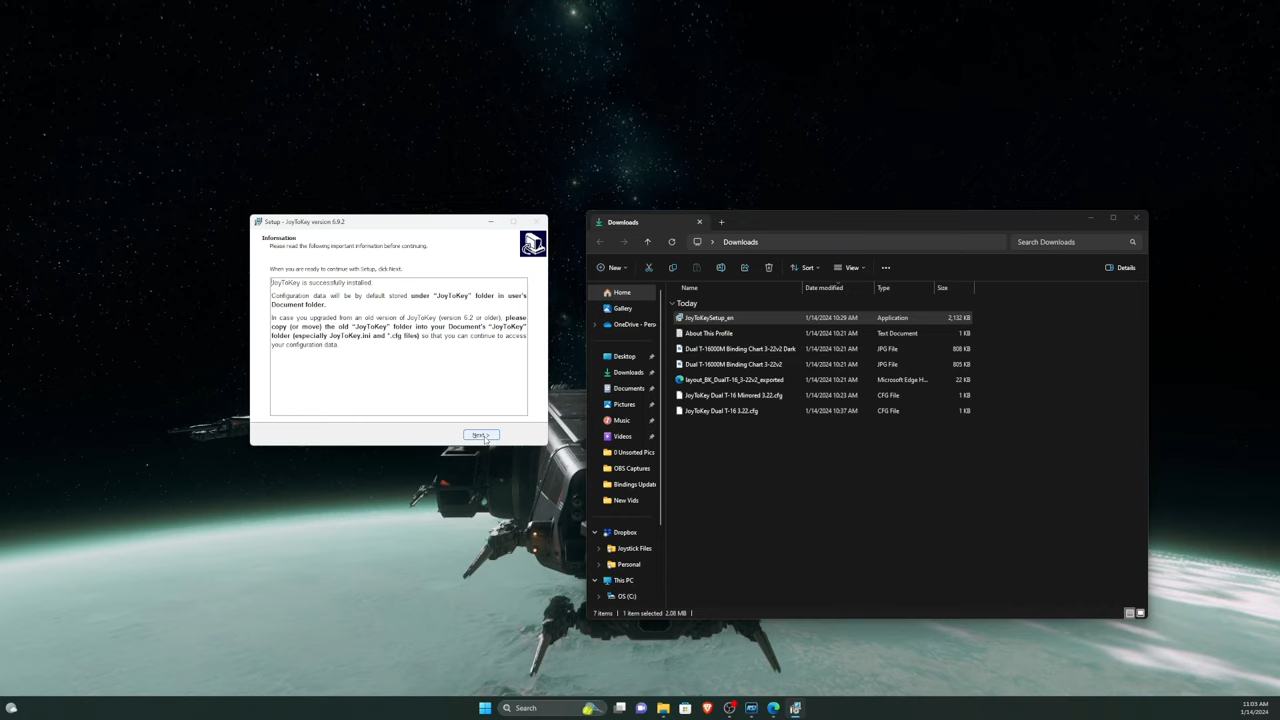 Setup - JoyToKey version 6.9.2
Information
Please read the following important information before continuing.
When you are ready to continue with Setup, click Next.
JoyToKey is successfully installed.
Configuration data will be by default stored under "JoyToKey" folder in user's
Document folder.
In case you upgraded from an old version of JoyToKey (version 6.2 or older), please
copy (or move) the old "JoyToKey" folder into your Document's "JoyToKey"
folder (especially JoyToKey.ini and *.cfg files) so that you can continue to access
your configuration data.
Next >
Downloads
Downloads
Search Downloads
New
Sort
View
Details
Name
Date modified
Type
Size
Home
Gallery
OneDrive - Pers
Desktop
Downloads
Documents
Pictures
Music
Videos
0 Unsorted Pics
OBS Captures
Bindings Updat
New Vids
Dropbox
Joystick Files
Personal
This PC
OS (C:)
Today
JoyToKeySetup_en 1/14/2024 10:29 AM Application 2,132 KB
About This Profile 1/14/2024 10:21 AM Text Document 1 KB
Dual T-16000M Binding Chart 3-22v2 Dark 1/14/2024 10:21 AM JPG File 808 KB
Dual T-16000M Binding Chart 3-22v2 1/14/2024 10:21 AM JPG File 805 KB
layout_BK_DualT-16_3-22v2_exported 1/14/2024 10:21 AM Microsoft Edge H... 22 KB
JoyToKey Dual T-16 Mirrored 3.22.cfg 1/14/2024 10:23 AM CFG File 1 KB
JoyToKey Dual T-16 3.22.cfg 1/14/2024 10:37 AM CFG File 1 KB
7 items
1 item selected 2.08 MB
Search
RSI
11:03 AM
1/14/2024